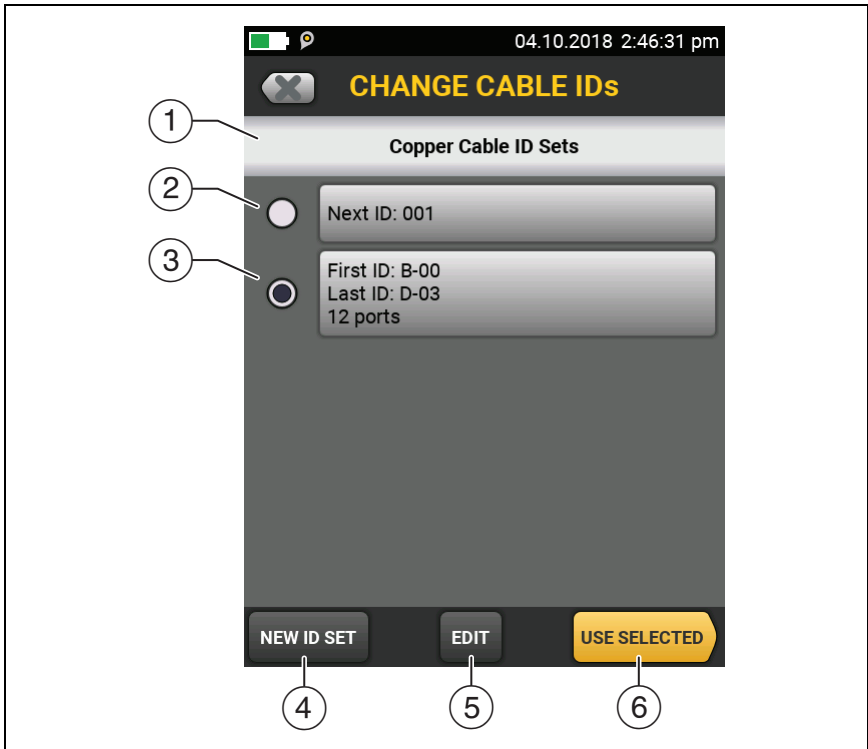 04.10.2018 2:46:31 pm
CHANGE CABLE IDs
1
Copper Cable ID Sets
2
Next ID: 001
3
First ID: B-00
Last ID: D-03
12 ports
NEW ID SET EDIT USE SELECTED
4 5 6